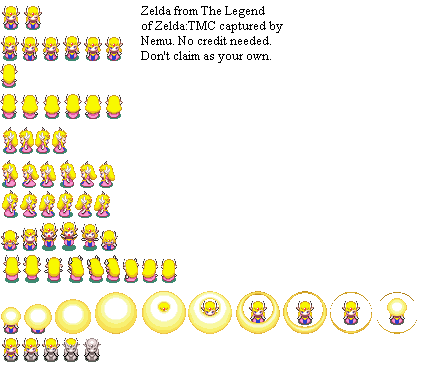 Zelda from The Legend
of Zelda:TMC captured by
Nemu. No credit needed.
Don't claim as your own.